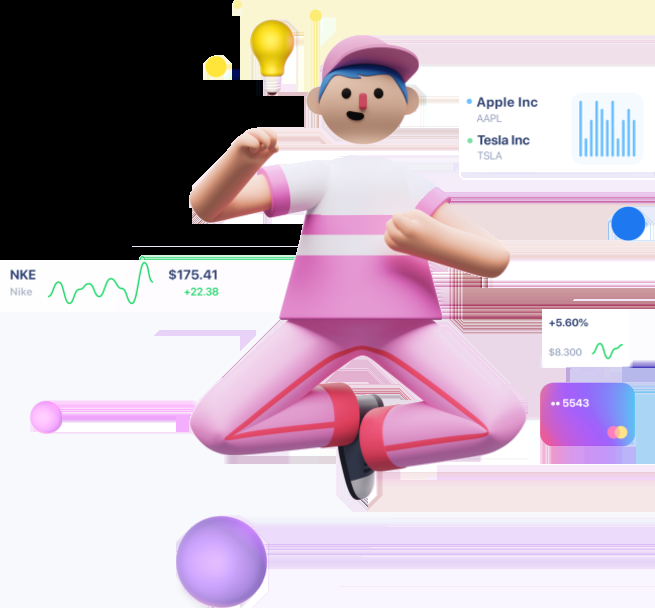 Apple Inc
AAPL
Tesla Inc
TSLA
NKE
$175.41
Nike
+22.38
+5.60%
$8.300
•• 5543